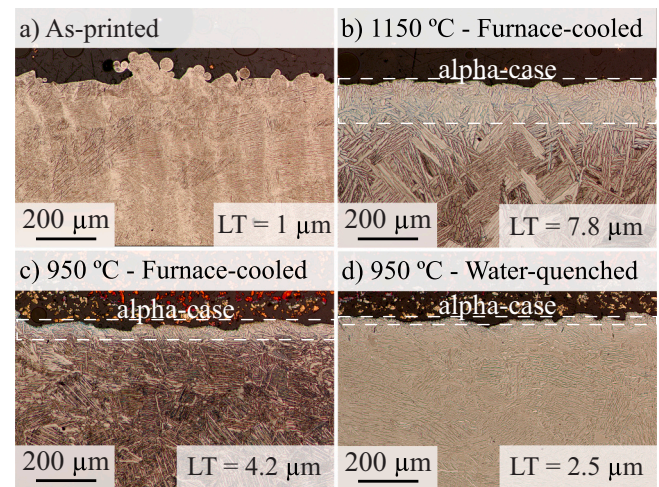 a) As-printed
200 µm
LT = 1 µm
b) 1150 ºC - Furnace-cooled
alpha-case
200 µm
LT = 7.8 µm
c) 950 ºC - Furnace-cooled
alpha-case
200 µm
LT = 4.2 µm
d) 950 ºC - Water-quenched
alpha-case
200 µm
LT = 2.5 µm